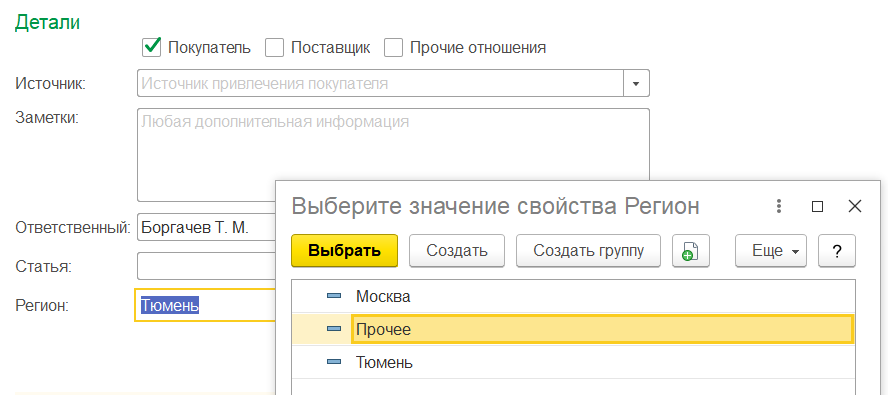 Детали
Покупатель Поставщик Прочие отношения
Источник: Источник привлечения покупателя
Заметки: Любая дополнительная информация
Выберите значение свойства Регион
Ответственный: Боргачев Т. М.
Выбрать Создать Создать группу Еще ?
Статья:
Регион: Тюмень
Москва
Прочее
Тюмень